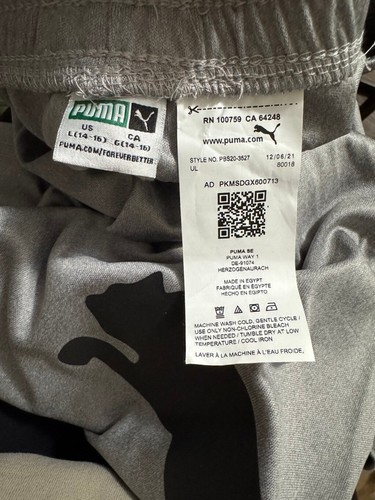 PUMA
US CA
L(14-16) G(14-16)
PUMA.COM/FOREVERBETTER
RN 100759 CA 64248
www.puma.com
STYLE NO. PBS20-3527 12/06/21
UL 80018
AD PKMSDGX600713
PUMA SE
PUMA WAY 1
DE-91074
HERZOGENAURACH
MADE IN EGYPT
FABRIQUÉ EN ÉGYPTE
HECHO EN EGIPTO
MACHINE WASH COLD, GENTLE CYCLE /
USE ONLY NON-CHLORINE BLEACH
WHEN NEEDED / TUMBLE DRY AT LOW
TEMPERATURE / COOL IRON
LAVER À LA MACHINE À L'EAU FROIDE,